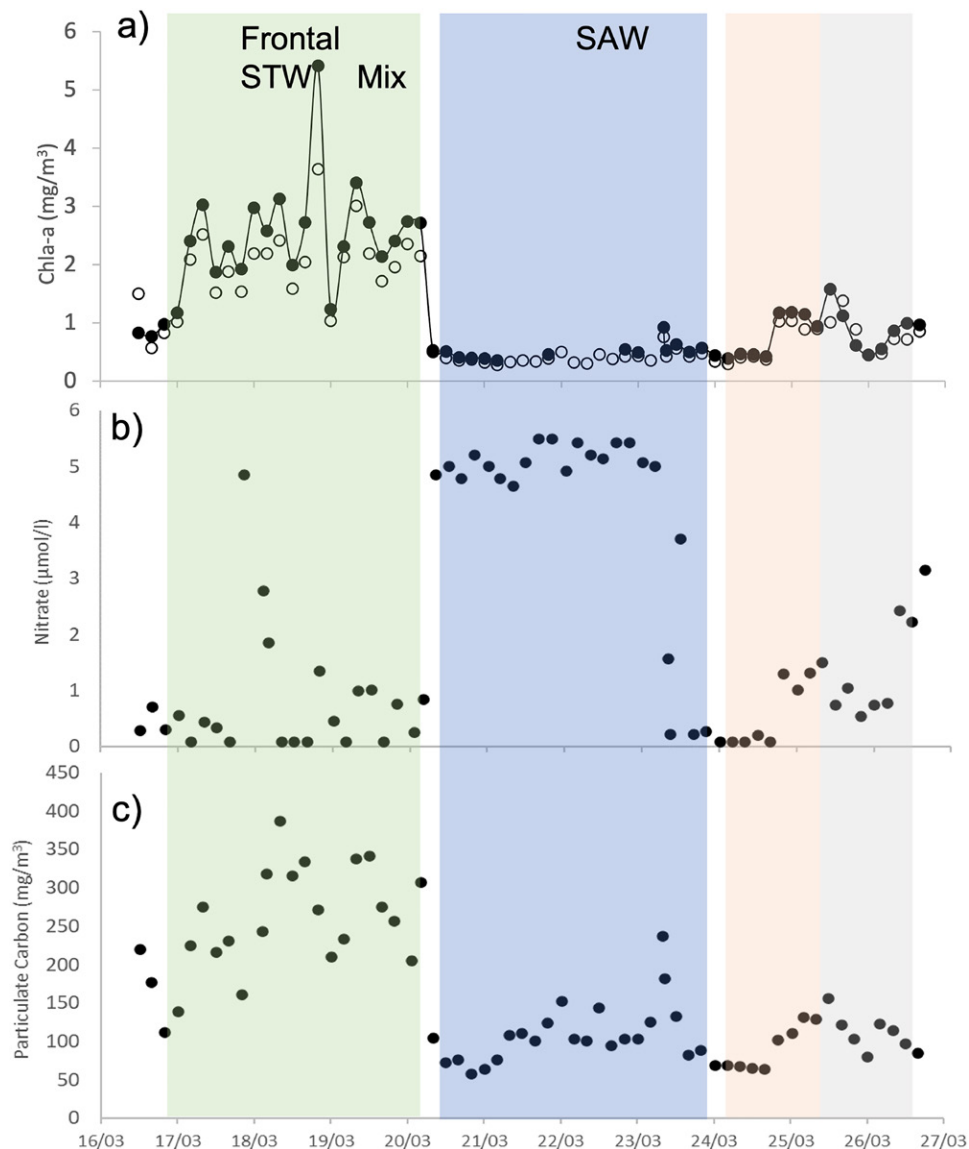 a)
Frontal
STW Mix
SAW
Chla-a (mg/m³)
6
5
4
3
2
1
0
b)
Nitrate (µmol/l)
6
5
4
3
2
1
0
c)
Particulate Carbon (mg/m³)
450
400
350
300
250
200
150
100
50
0
16/03 17/03 18/03 19/03 20/03 21/03 22/03 23/03 24/03 25/03 26/03 27/03